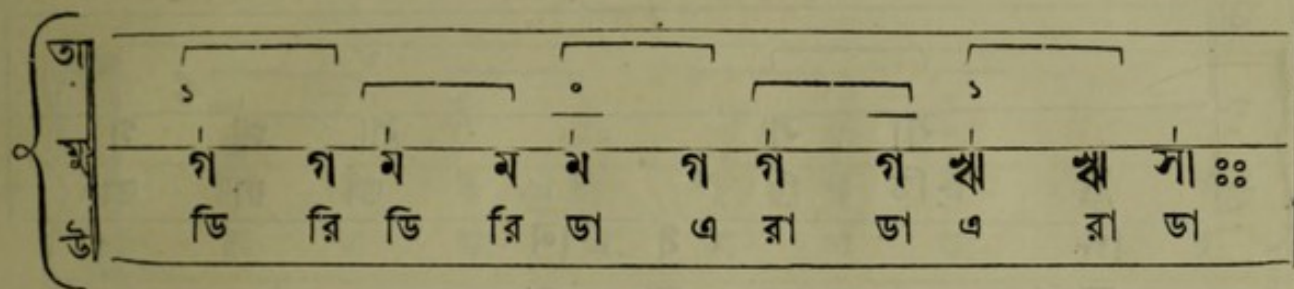 তা
১ ০ ১
মু গ গ ম ম ম গ গ গ ঋ ঋ সা
উ ডি রি ডি রি ডা এ রা ডা এ রা ডা